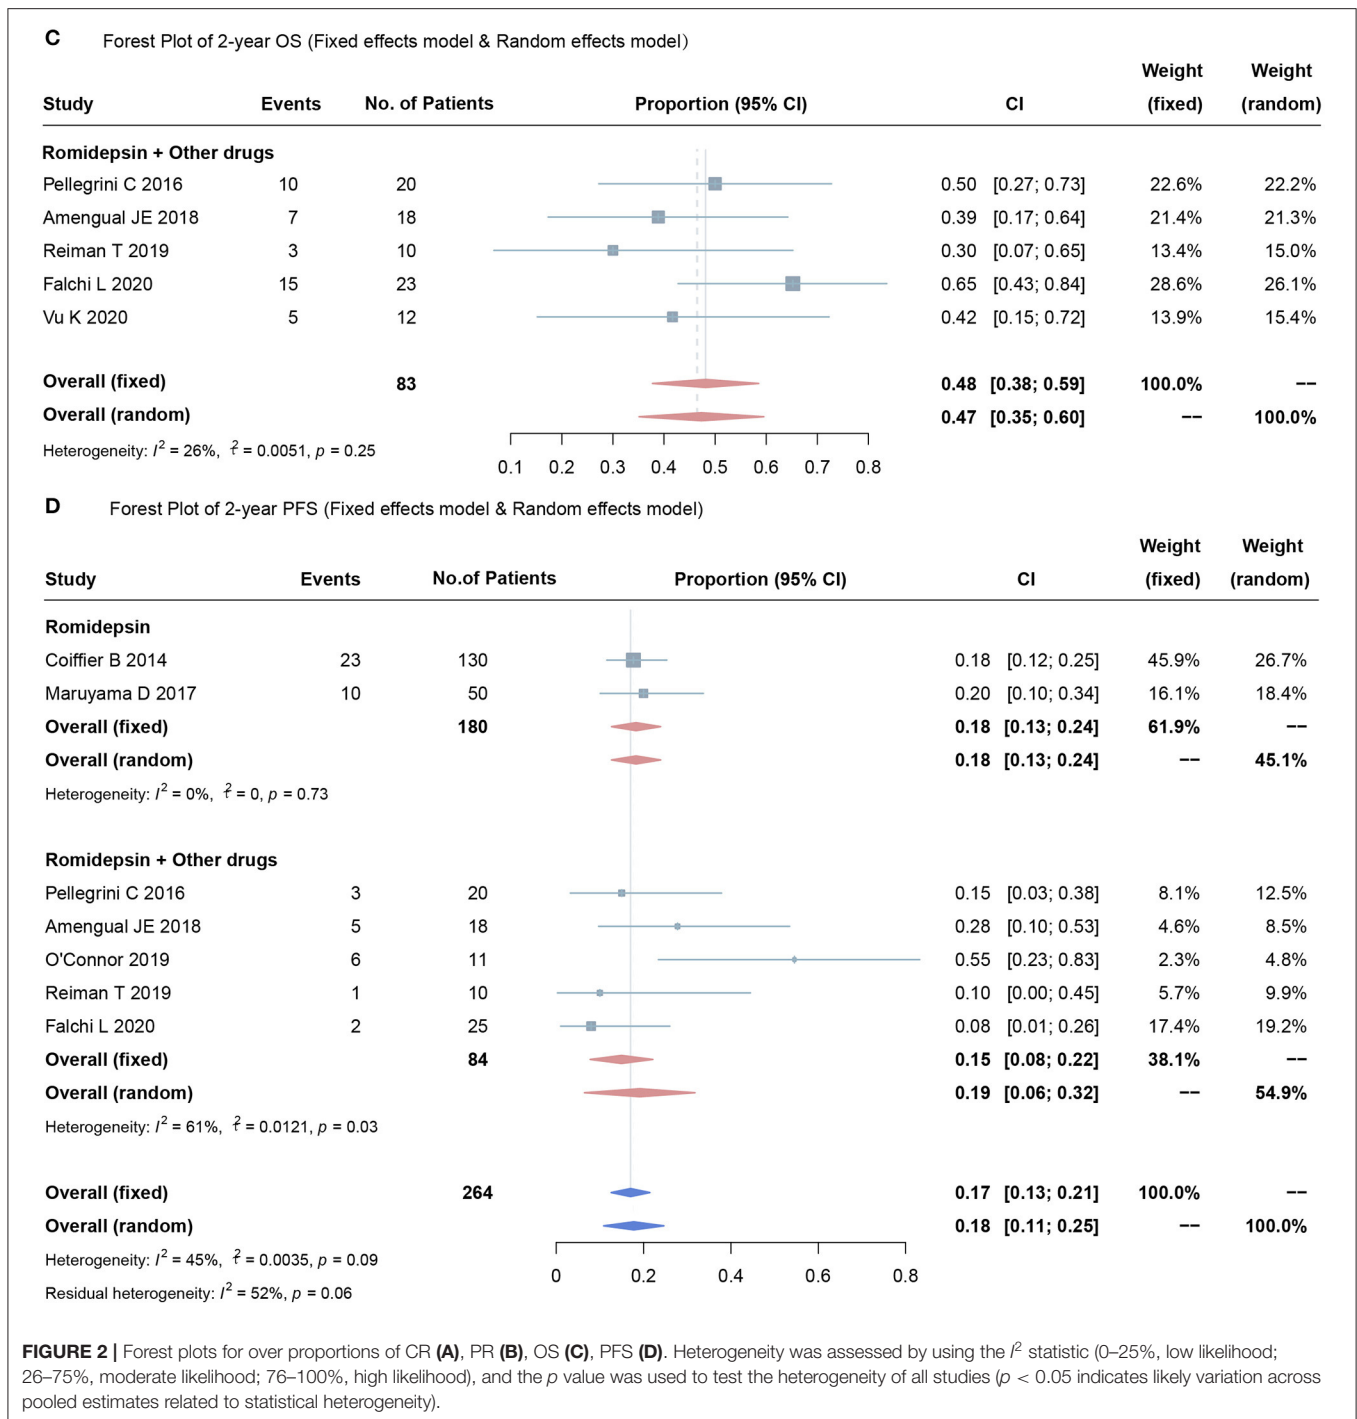 C Forest Plot of 2-year OS (Fixed effects model & Random effects model)
Weight Weight
Study Events No. of Patients Proportion (95% CI) CI (fixed) (random)
Romidepsin + Other drugs
Pellegrini C 2016 10 20 0.50 [0.27; 0.73] 22.6% 22.2%
Amengual JE 2018 7 18 0.39 [0.17; 0.64] 21.4% 21.3%
Reiman T 2019 3 10 0.30 [0.07; 0.65] 13.4% 15.0%
Falchi L 2020 15 23 0.65 [0.43; 0.84] 28.6% 26.1%
Vu K 2020 5 12 0.42 [0.15; 0.72] 13.9% 15.4%
Overall (fixed) 83 0.48 [0.38; 0.59] 100.0% −−
Overall (random) 0.47 [0.35; 0.60] −− 100.0%
Heterogeneity: I² = 26%, τ² = 0.0051, p = 0.25
0.1 0.2 0.3 0.4 0.5 0.6 0.7 0.8
D Forest Plot of 2-year PFS (Fixed effects model & Random effects model)
Weight Weight
Study Events No.of Patients Proportion (95% CI) CI (fixed) (random)
Romidepsin
Coiffier B 2014 23 130 0.18 [0.12; 0.25] 45.9% 26.7%
Maruyama D 2017 10 50 0.20 [0.10; 0.34] 16.1% 18.4%
Overall (fixed) 180 0.18 [0.13; 0.24] 61.9% −−
Overall (random) 0.18 [0.13; 0.24] −− 45.1%
Heterogeneity: I² = 0%, τ² = 0, p = 0.73
Romidepsin + Other drugs
Pellegrini C 2016 3 20 0.15 [0.03; 0.38] 8.1% 12.5%
Amengual JE 2018 5 18 0.28 [0.10; 0.53] 4.6% 8.5%
O'Connor 2019 6 11 0.55 [0.23; 0.83] 2.3% 4.8%
Reiman T 2019 1 10 0.10 [0.00; 0.45] 5.7% 9.9%
Falchi L 2020 2 25 0.08 [0.01; 0.26] 17.4% 19.2%
Overall (fixed) 84 0.15 [0.08; 0.22] 38.1% −−
Overall (random) 0.19 [0.06; 0.32] −− 54.9%
Heterogeneity: I² = 61%, τ² = 0.0121, p = 0.03
Overall (fixed) 264 0.17 [0.13; 0.21] 100.0% −−
Overall (random) 0.18 [0.11; 0.25] −− 100.0%
Heterogeneity: I² = 45%, τ² = 0.0035, p = 0.09
0 0.2 0.4 0.6 0.8
Residual heterogeneity: I² = 52%, p = 0.06
FIGURE 2 | Forest plots for over proportions of CR (A), PR (B), OS (C), PFS (D). Heterogeneity was assessed by using the I² statistic (0–25%, low likelihood;
26–75%, moderate likelihood; 76–100%, high likelihood), and the p value was used to test the heterogeneity of all studies (p < 0.05 indicates likely variation across
pooled estimates related to statistical heterogeneity).